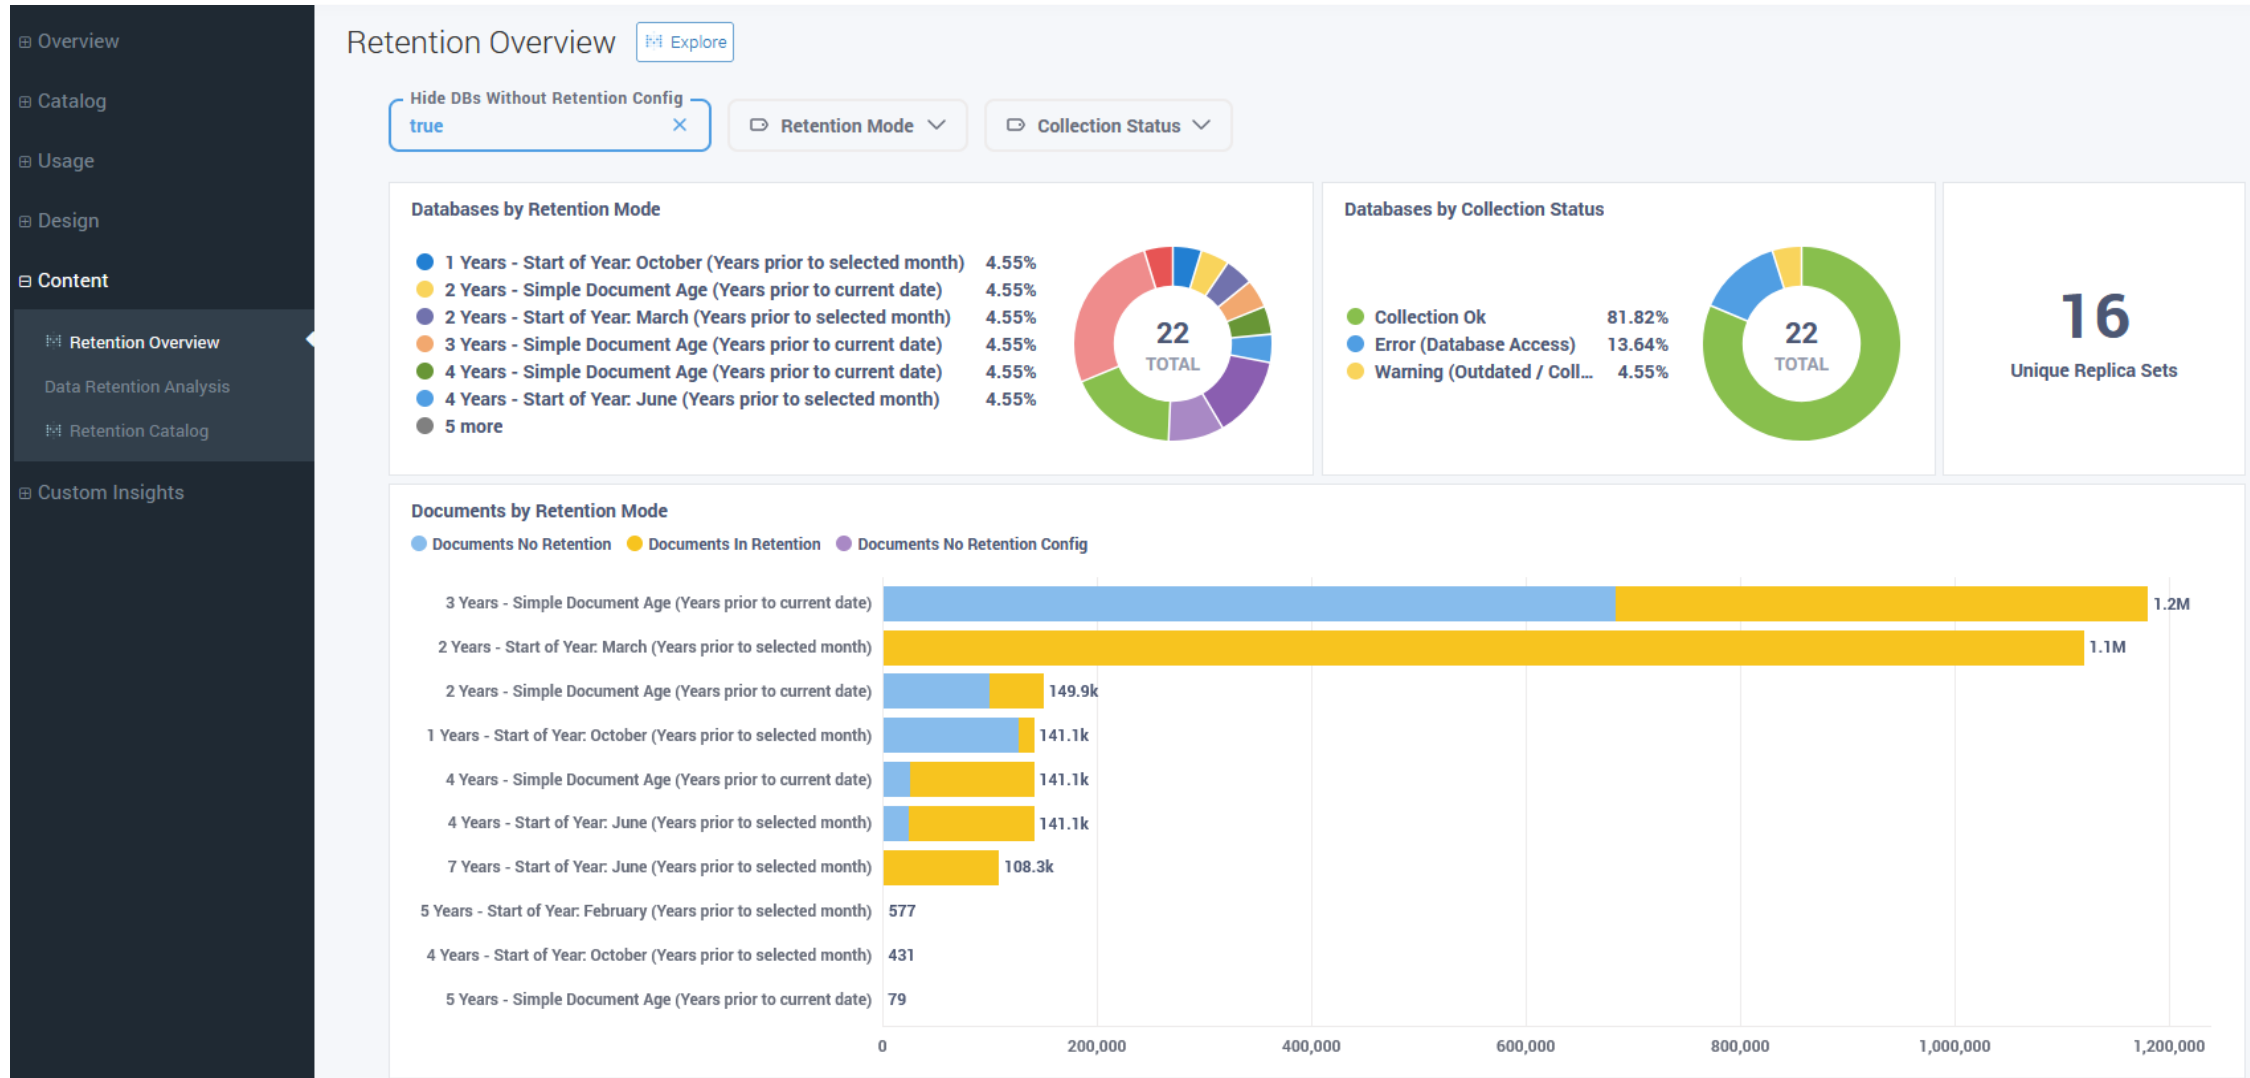 Overview
Catalog
Usage
Design
Content
Retention Overview
Data Retention Analysis
Retention Catalog
Custom Insights
Retention Overview
Explore
Hide DBs Without Retention Config
true
Retention Mode
Collection Status
Databases by Retention Mode
1 Years - Start of Year: October (Years prior to selected month) 4.55%
2 Years - Simple Document Age (Years prior to current date) 4.55%
2 Years - Start of Year: March (Years prior to selected month) 4.55%
3 Years - Simple Document Age (Years prior to current date) 4.55%
4 Years - Simple Document Age (Years prior to current date) 4.55%
4 Years - Start of Year: June (Years prior to selected month) 4.55%
5 more
22
TOTAL
Databases by Collection Status
Collection Ok 81.82%
Error (Database Access) 13.64%
Warning (Outdated / Coll... 4.55%
22
TOTAL
16
Unique Replica Sets
Documents by Retention Mode
Documents No Retention Documents In Retention Documents No Retention Config
3 Years - Simple Document Age (Years prior to current date) 1.2M
2 Years - Start of Year: March (Years prior to selected month) 1.1M
2 Years - Simple Document Age (Years prior to current date) 149.9k
1 Years - Start of Year: October (Years prior to selected month) 141.1k
4 Years - Simple Document Age (Years prior to current date) 141.1k
4 Years - Start of Year: June (Years prior to selected month) 141.1k
7 Years - Start of Year: June (Years prior to selected month) 108.3k
5 Years - Start of Year: February (Years prior to selected month) 577
4 Years - Start of Year: October (Years prior to selected month) 431
5 Years - Simple Document Age (Years prior to current date) 79
0 200,000 400,000 600,000 800,000 1,000,000 1,200,000